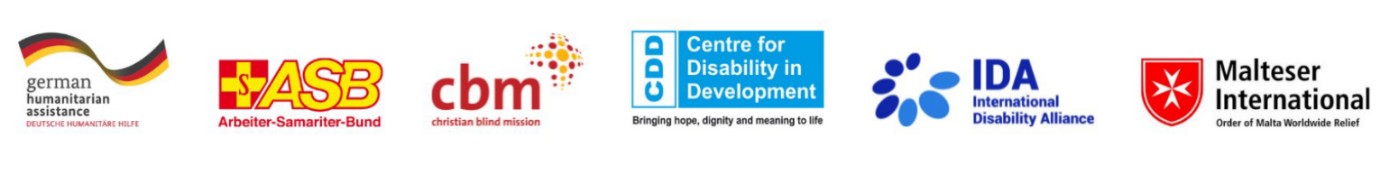 german
humanitarian
assistance
DEUTSCHE HUMANITÄRE HILFE
S ASB
Arbeiter-Samariter-Bund
cbm
christian blind mission
CDD
Centre for
Disability in
Development
Bringing hope, dignity and meaning to life
IDA
International
Disability Alliance
Malteser
International
Order of Malta Worldwide Relief